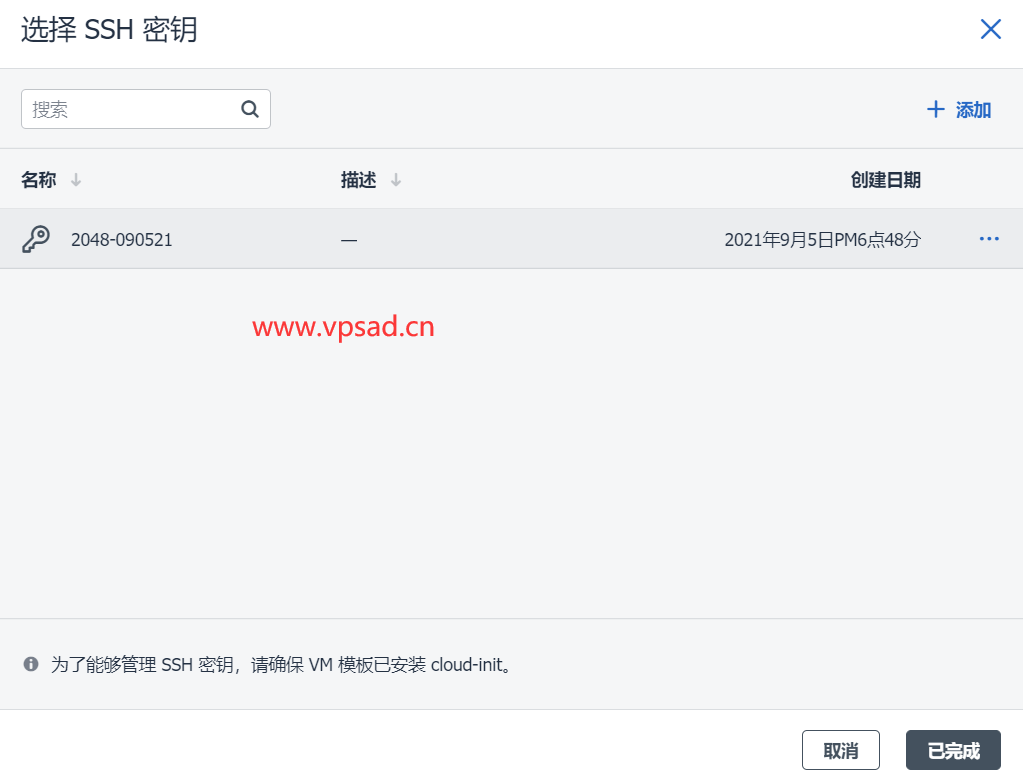 选择 SSH 密钥
搜索
添加
名称 描述 创建日期
2048-090521 — 2021年9月5日PM6点48分
www.vpsad.cn
为了能够管理 SSH 密钥，请确保 VM 模板已安装 cloud-init。
取消 已完成